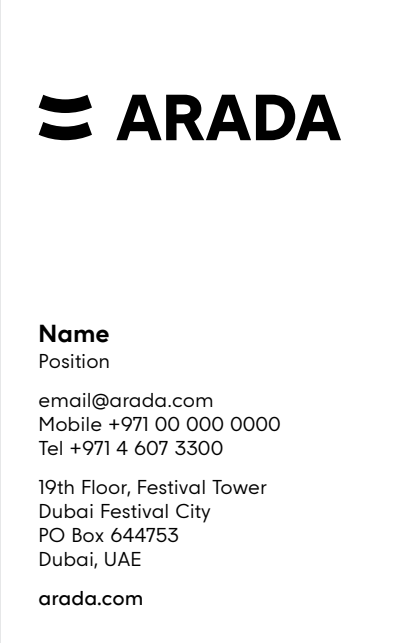 ARADA
Name
Position
email@arada.com
Mobile +971 00 000 0000
Tel +971 4 607 3300
19th Floor, Festival Tower
Dubai Festival City
PO Box 644753
Dubai, UAE
arada.com